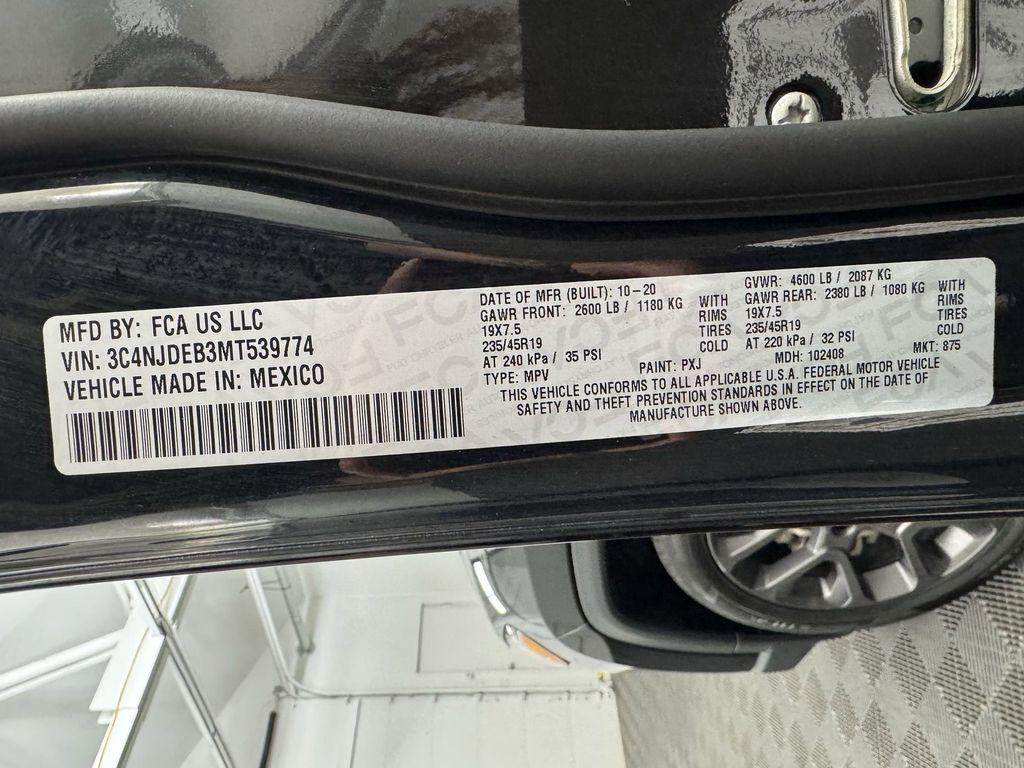 MFD BY: FCA US LLC
VIN: 3C4NJDEB3MT539774
VEHICLE MADE IN: MEXICO
DATE OF MFR (BUILT): 10-20
GAWR FRONT: 2600 LB / 1180 KG WITH
19X7.5 RIMS
235/45R19 TIRES
AT 240 kPa / 35 PSI COLD
TYPE: MPV PAINT: PXJ
GVWR: 4600 LB / 2087 KG
GAWR REAR: 2380 LB / 1080 KG WITH
19X7.5 RIMS
235/45R19 TIRES
AT 220 kPa / 32 PSI COLD
MDH: 102408 MKT: 875
THIS VEHICLE CONFORMS TO ALL APPLICABLE U.S.A. FEDERAL MOTOR VEHICLE
SAFETY AND THEFT PREVENTION STANDARDS IN EFFECT ON THE DATE OF
MANUFACTURE SHOWN ABOVE.